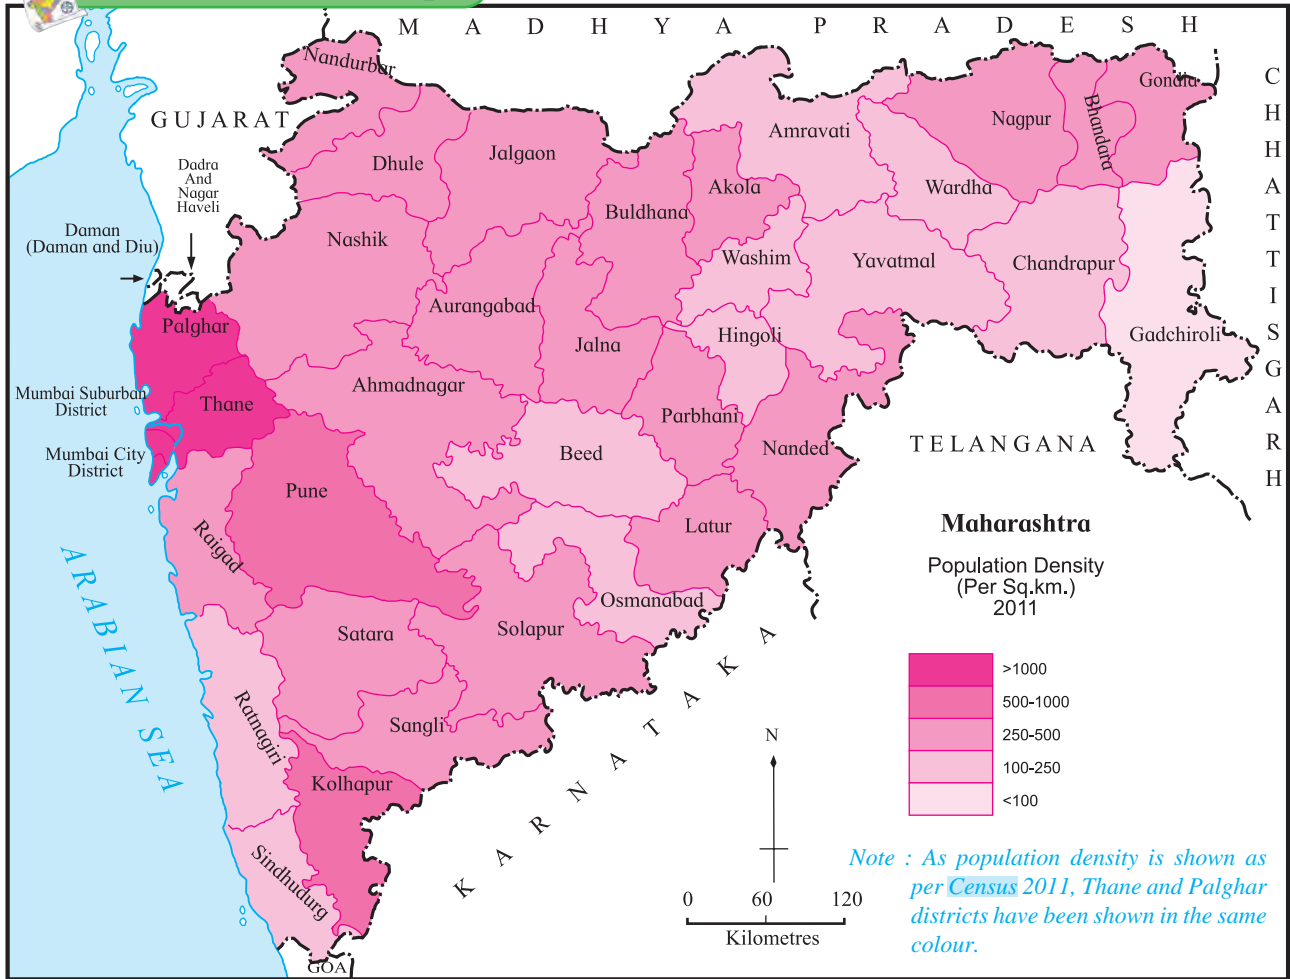 M A D H Y A P R A D E S H
C H H A T T I S G A R H
GUJARAT
Dadra
And
Nagar
Haveli
Daman
(Daman and Diu)
Nandurbar
Dhule
Jalgaon
Nashik
Buldhana
Akola
Amravati
Wardha
Nagpur
Bhandara
Gondia
Washim
Yavatmal
Chandrapur
Gadchiroli
Palghar
Thane
Aurangabad
Jalna
Hingoli
Ahmadnagar
Parbhani
Nanded
Beed
Mumbai Suburban
District
Mumbai City
District
Pune
Raigad
Latur
Osmanabad
Satara
Solapur
Ratnagiri
Sangli
Kolhapur
Sindhudurg
GOA
ARABIAN SEA
KARNATAKA
TELANGANA
Maharashtra
Population Density
(Per Sq.km.)
2011
>1000
500-1000
250-500
100-250
<100
N
0 60 120
Kilometres
Note : As population density is shown as
per Census 2011, Thane and Palghar
districts have been shown in the same
colour.